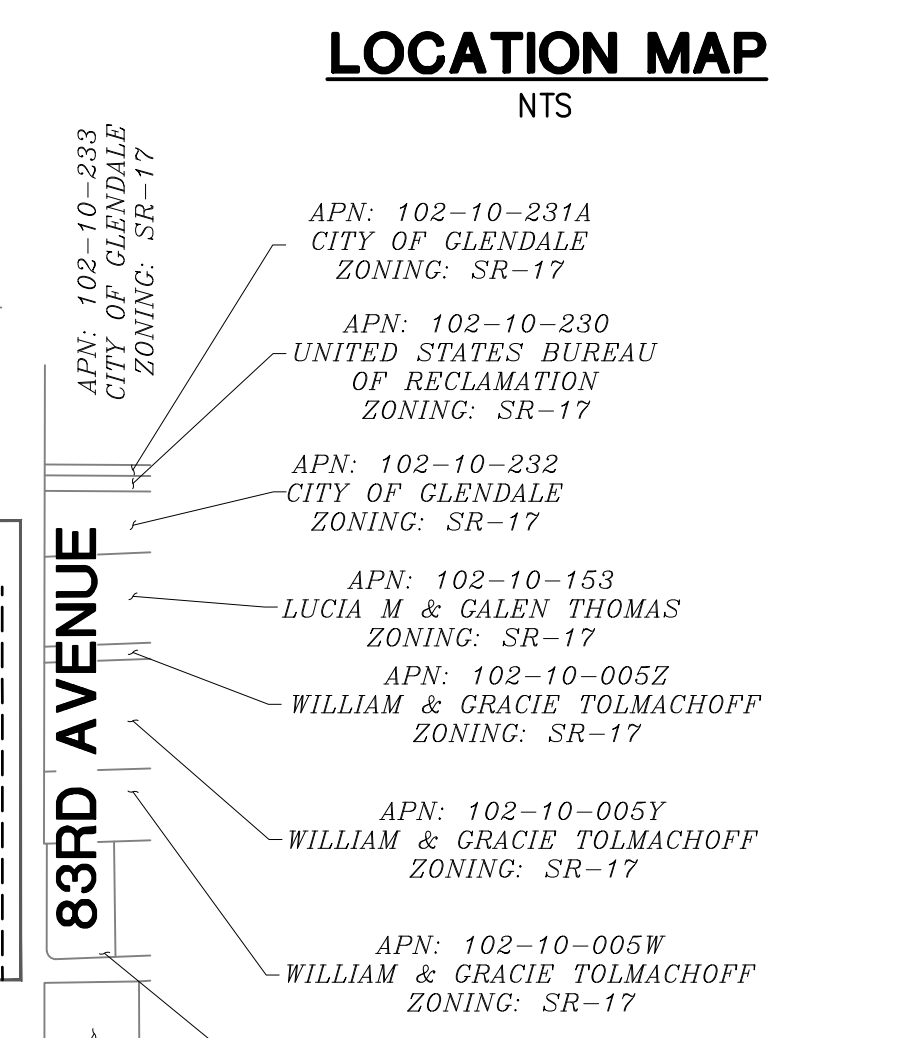 LOCATION MAP
NTS
APN: 102-10-233
CITY OF GLENDALE
ZONING: SR-17
APN: 102-10-231A
CITY OF GLENDALE
ZONING: SR-17
APN: 102-10-230
UNITED STATES BUREAU
OF RECLAMATION
ZONING: SR-17
APN: 102-10-232
CITY OF GLENDALE
ZONING: SR-17
APN: 102-10-153
LUCIA M & GALEN THOMAS
ZONING: SR-17
APN: 102-10-005Z
WILLIAM & GRACIE TOLMACHOFF
ZONING: SR-17
APN: 102-10-005Y
WILLIAM & GRACIE TOLMACHOFF
ZONING: SR-17
APN: 102-10-005W
WILLIAM & GRACIE TOLMACHOFF
ZONING: SR-17
83RD AVENUE